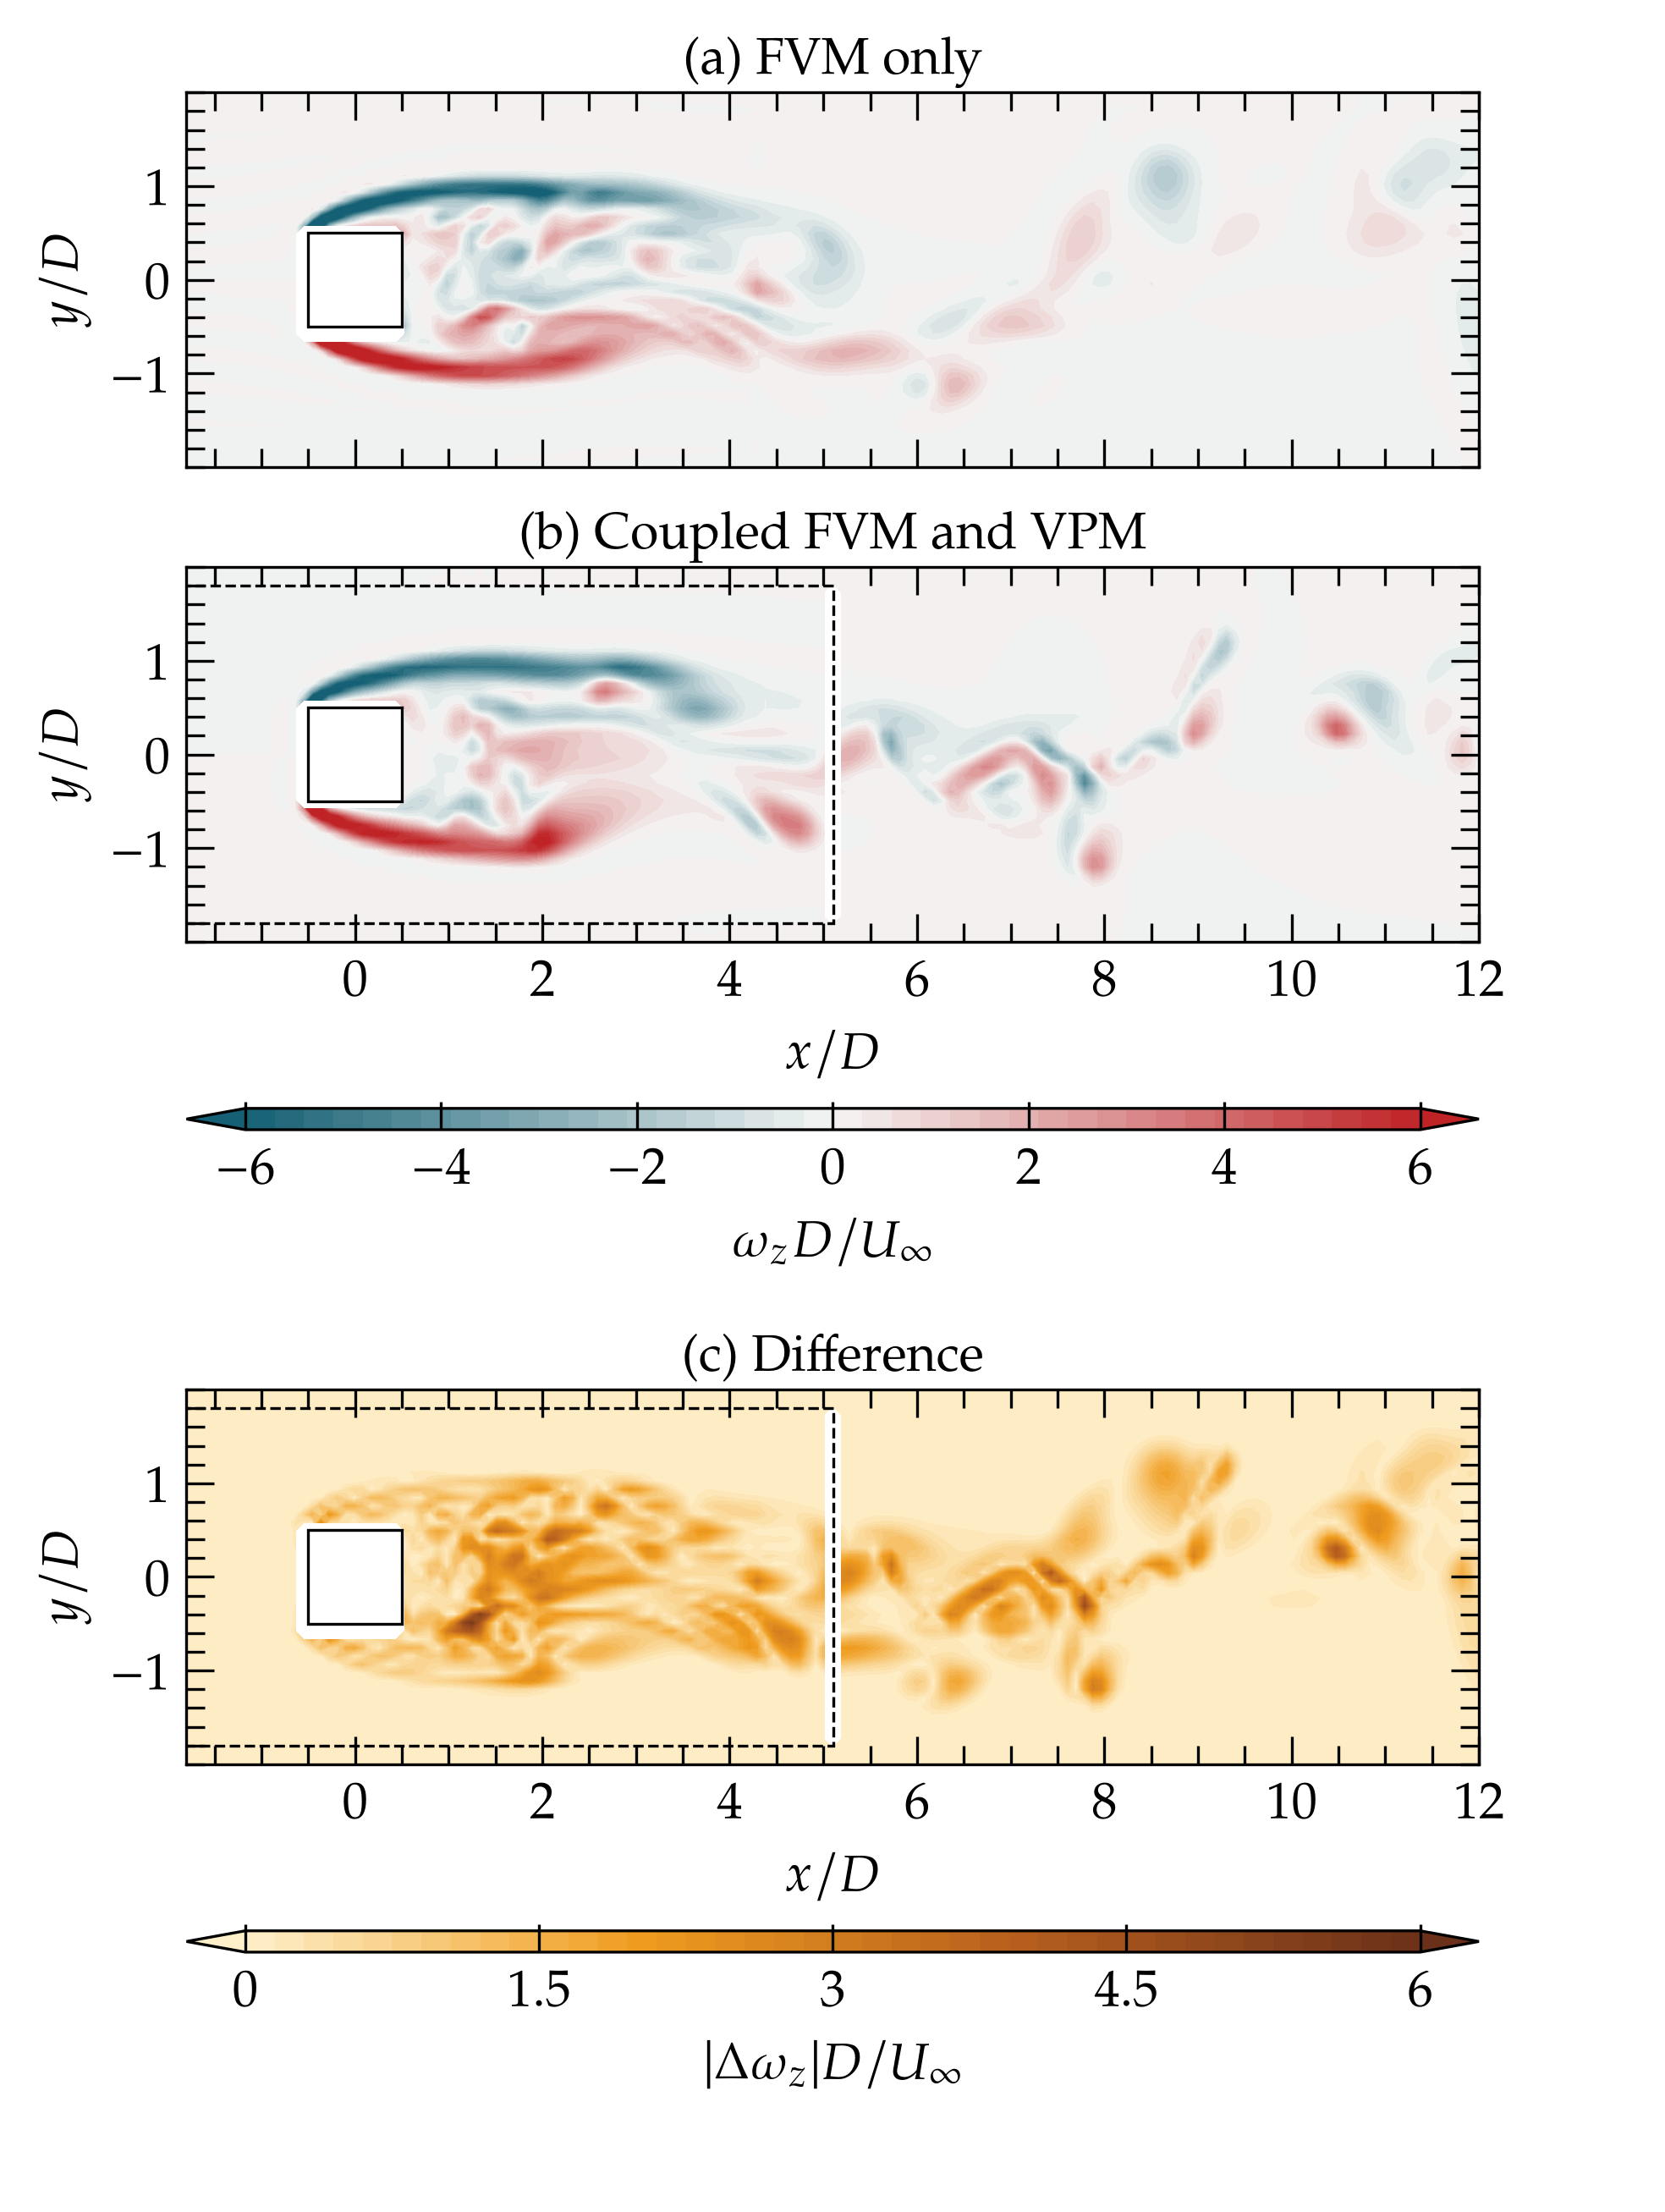 (a) FVM only
1
0
−1
y/D
(b) Coupled FVM and VPM
1
0
−1
y/D
0 2 4 6 8 10 12
x/D
−6 −4 −2 0 2 4 6
ω_z D/U_∞
(c) Difference
1
0
−1
y/D
0 2 4 6 8 10 12
x/D
0 1.5 3 4.5 6
|Δω_z|D/U_∞